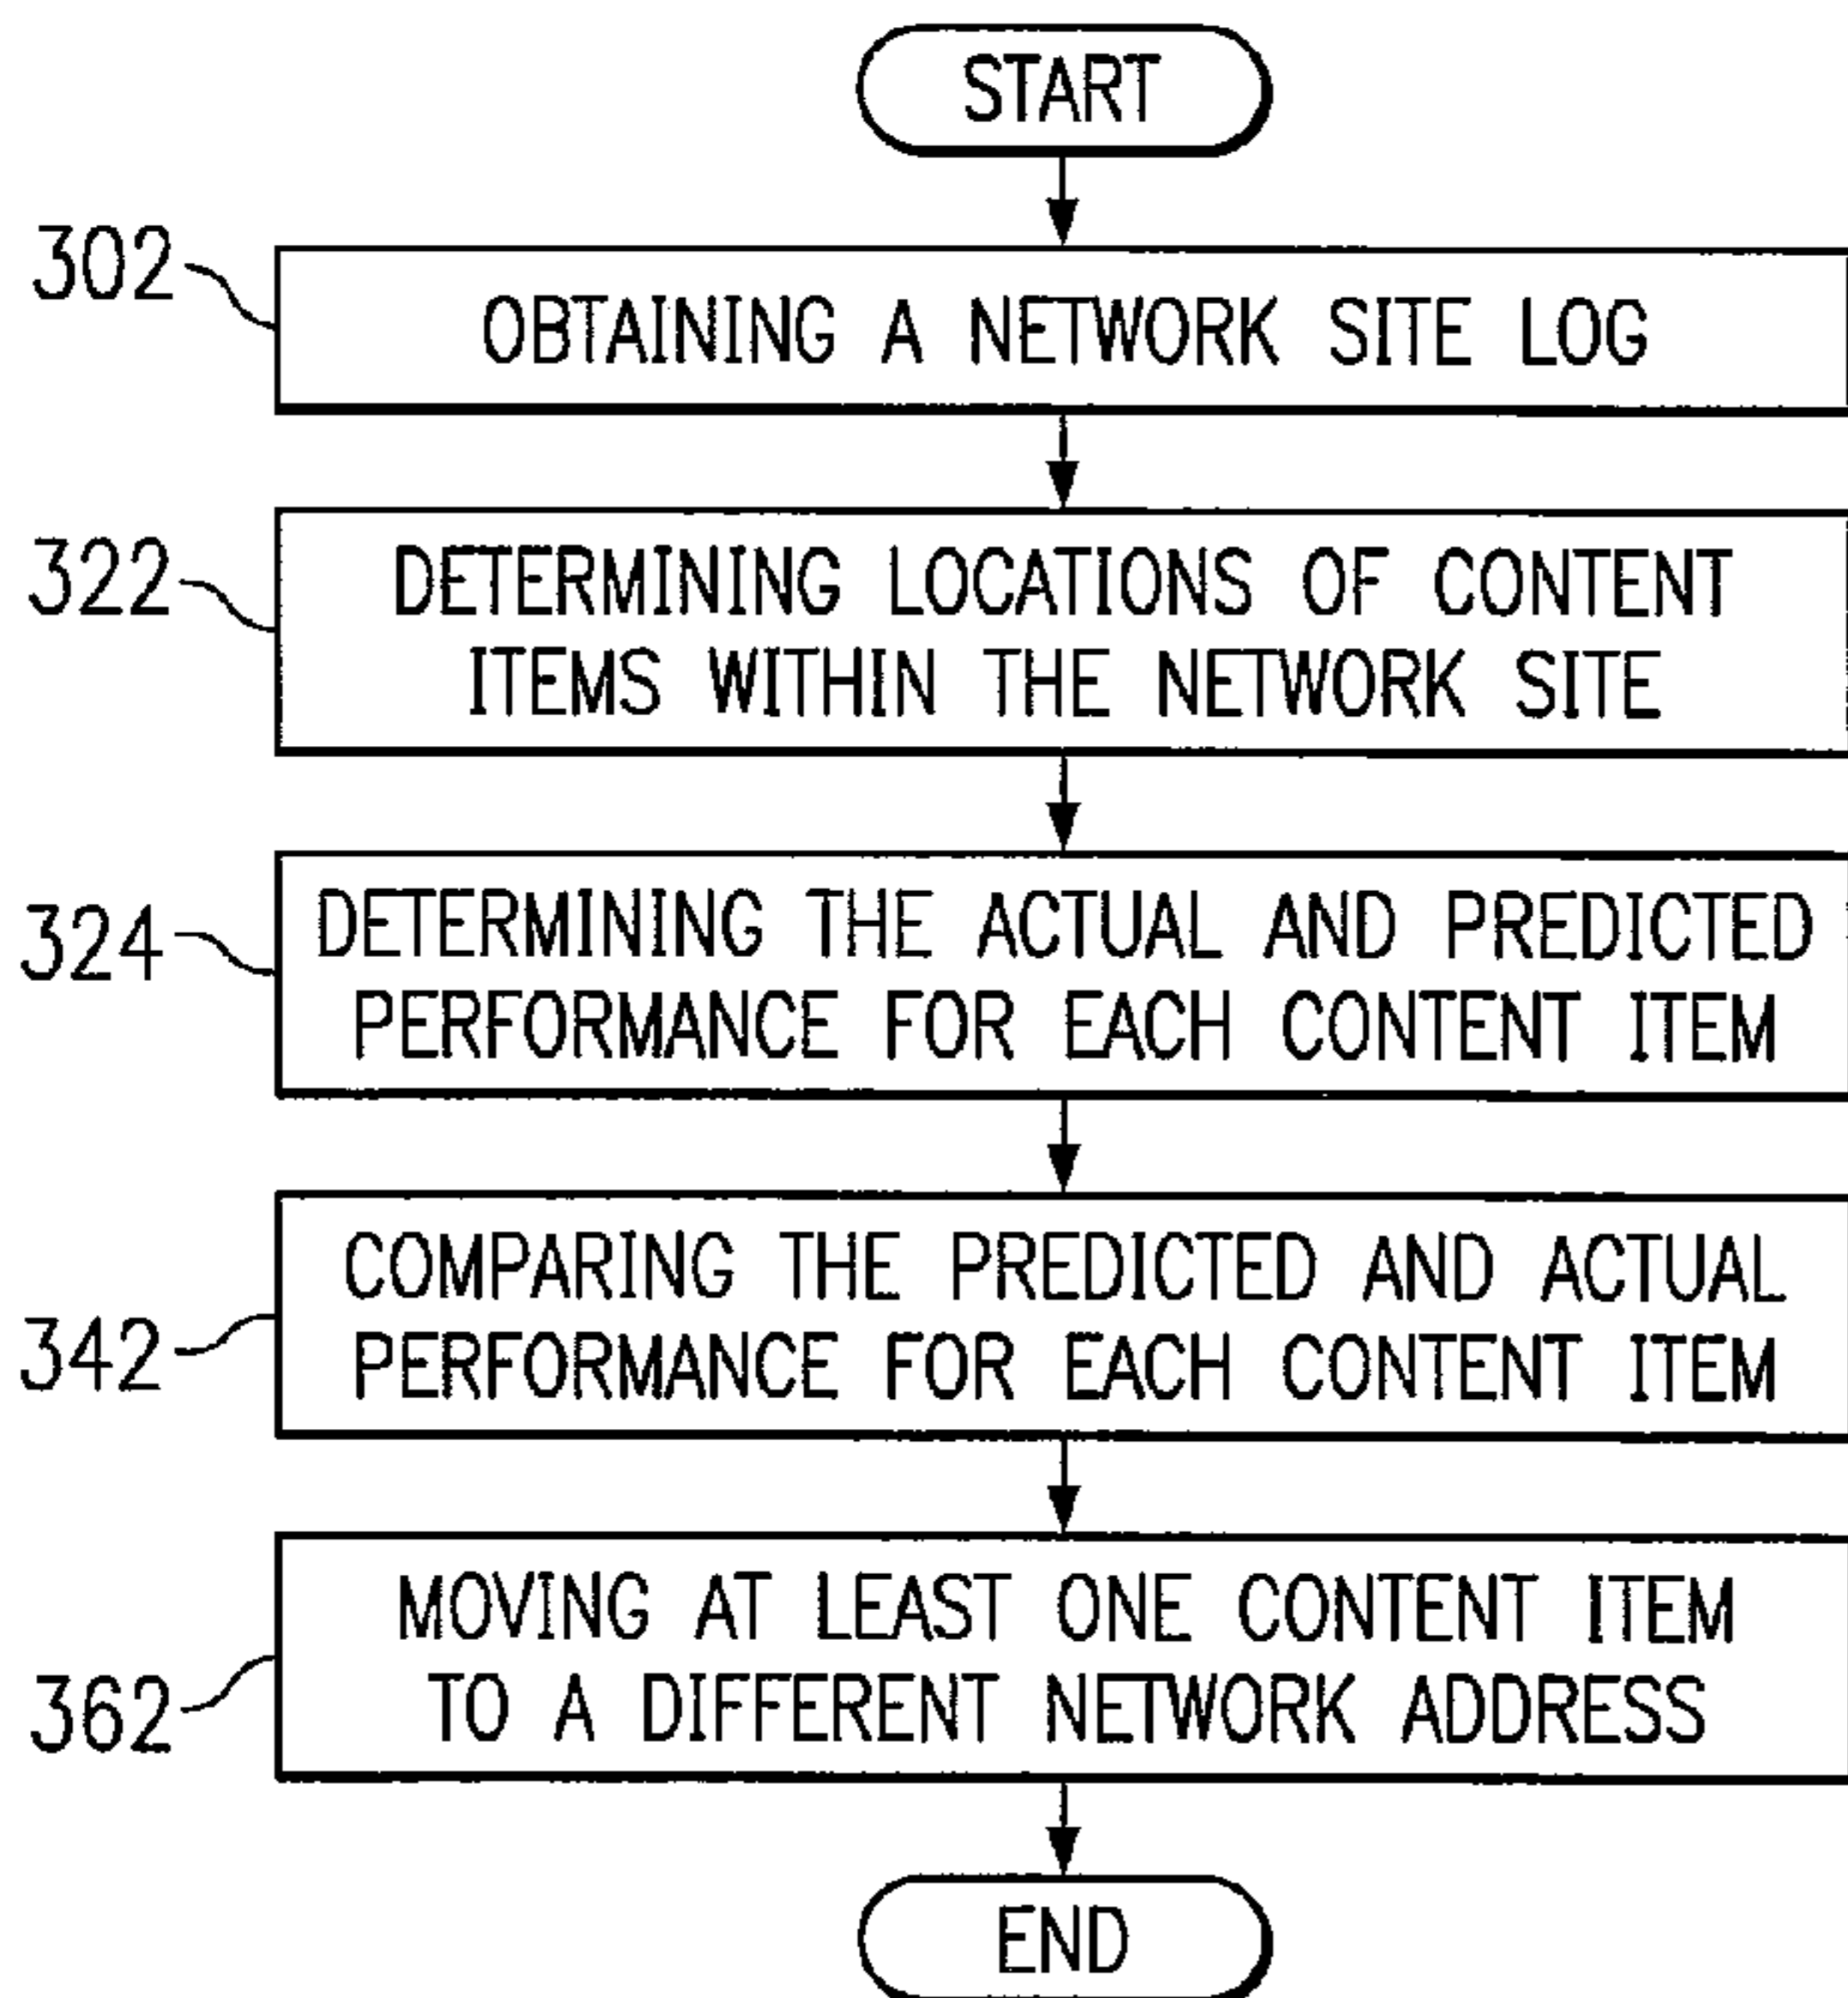 START
302
OBTAINING A NETWORK SITE LOG
322
DETERMINING LOCATIONS OF CONTENT
ITEMS WITHIN THE NETWORK SITE
324
DETERMINING THE ACTUAL AND PREDICTED
PERFORMANCE FOR EACH CONTENT ITEM
342
COMPARING THE PREDICTED AND ACTUAL
PERFORMANCE FOR EACH CONTENT ITEM
362
MOVING AT LEAST ONE CONTENT ITEM
TO A DIFFERENT NETWORK ADDRESS
END